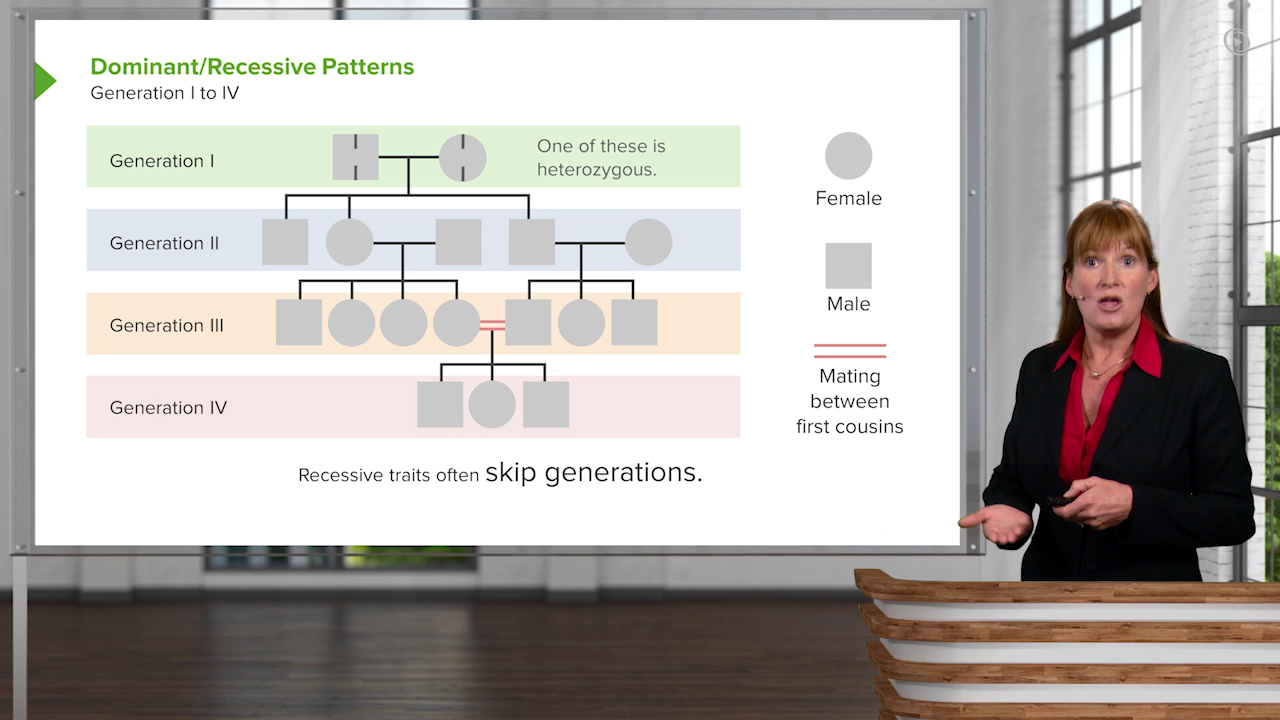 Dominant/Recessive Patterns
Generation I to IV
Generation I
One of these is
heterozygous.
Generation II
Generation III
Generation IV
Recessive traits often skip generations.
Female
Male
Mating
between
first cousins